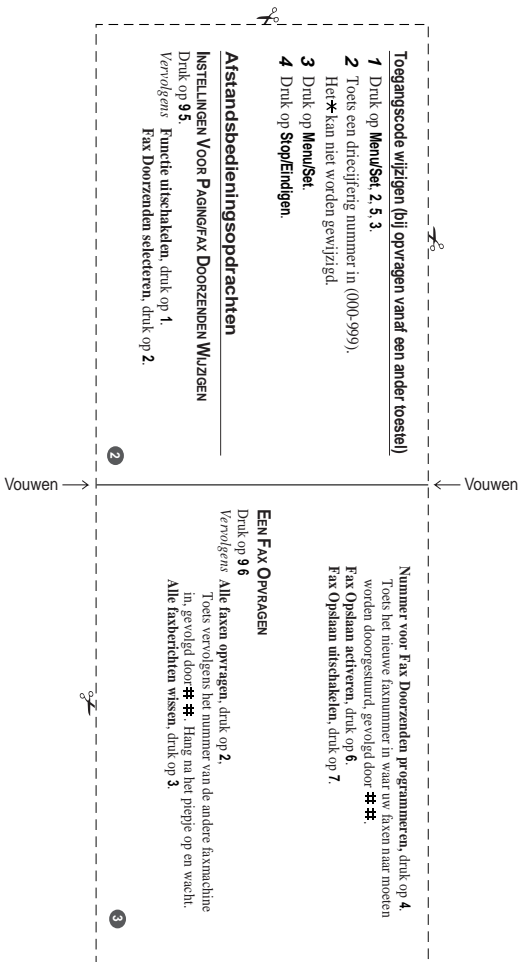 Toegangscode wijzigen (bij opvragen vanaf een ander toestel)
1 Druk op Menu/Set, 2, 5, 3.
2 Toets een driecijferig nummer in (000-999).
Het * kan niet worden gewijzigd.
3 Druk op Menu/Set.
4 Druk op Stop/Eindigen.
Afstandsbedieningsopdrachten
INSTELLINGEN VOOR PAGING/FAX DOORZENDEN WIJZIGEN
Druk op 9 5.
Vervolgens Functie uitschakelen, druk op 1.
Fax Doorzenden selecteren, druk op 2.
2
Vouwen
Vouwen
Nummer voor Fax Doorzenden programmeren, druk op 4.
Toets het nieuwe faxnummer in waar uw faxen naar moeten
worden dooorgestuurd, gevolgd door # #.
Fax Opslaan activeren, druk op 6.
Fax Opslaan uitschakelen, druk op 7.
EEN FAX OPVRAGEN
Druk op 9 6
Vervolgens Alle faxen opvragen, druk op 2,
Toets vervolgens het nummer van de andere faxmachine
in, gevolgd door # #. Hang na het piepje op en wacht.
Alle faxberichten wissen, druk op 3.
3